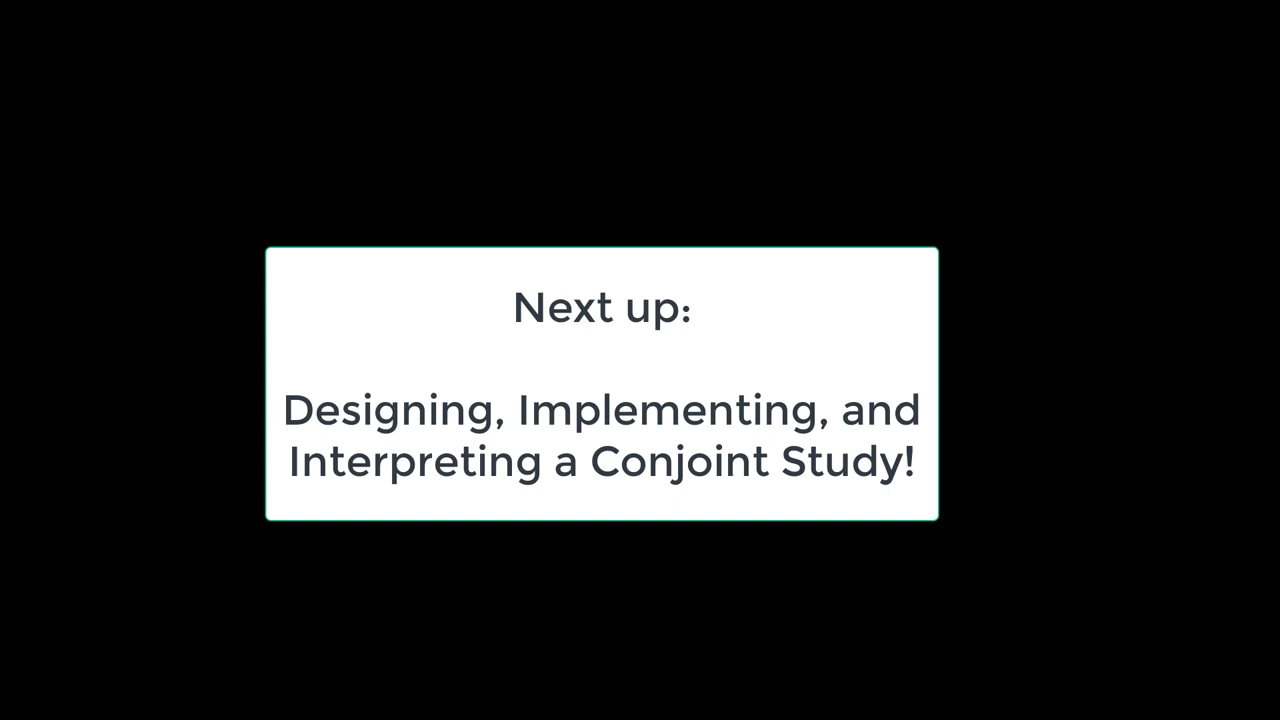 Next up:
Designing, Implementing, and
Interpreting a Conjoint Study!